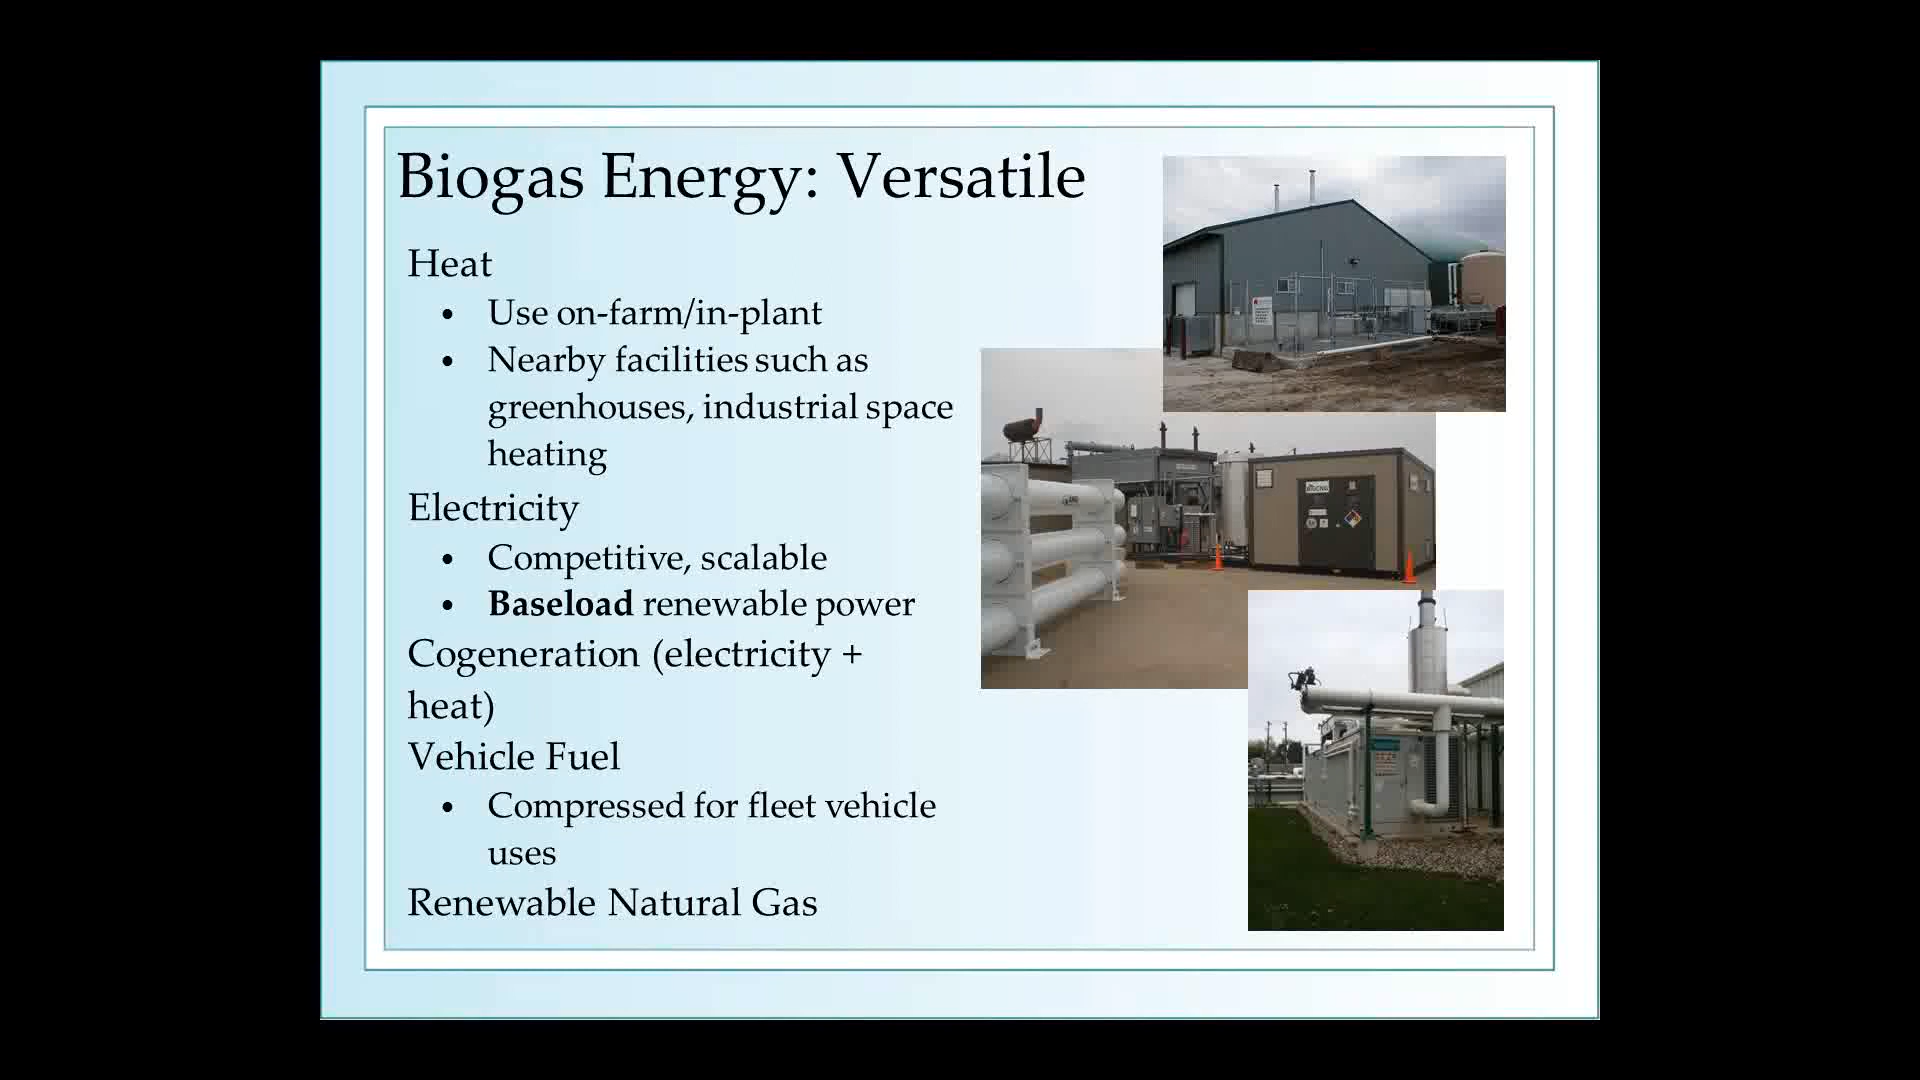 Biogas Energy: Versatile
Heat
• Use on-farm/in-plant
• Nearby facilities such as
greenhouses, industrial space
heating
Electricity
• Competitive, scalable
• Baseload renewable power
Cogeneration (electricity +
heat)
Vehicle Fuel
• Compressed for fleet vehicle
uses
Renewable Natural Gas
BIOCNG